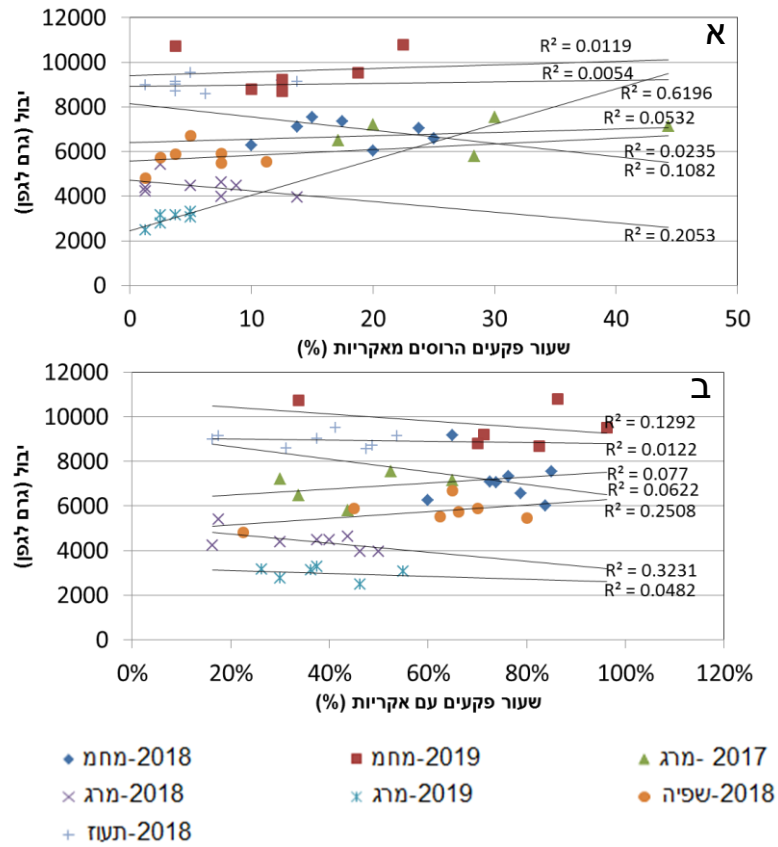 א
12000
10000
8000
6000
4000
2000
0
יבול (גרם לגפן)
R² = 0.0119
R² = 0.0054
R² = 0.6196
R² = 0.0532
R² = 0.0235
R² = 0.1082
R² = 0.2053
0 10 20 30 40 50
שעור פקעים הרוסים מאקריות (%)
ב
12000
10000
8000
6000
4000
2000
0
יבול (גרם לגפן)
R² = 0.1292
R² = 0.0122
R² = 0.077
R² = 0.0622
R² = 0.2508
R² = 0.3231
R² = 0.0482
0% 20% 40% 60% 80% 100% 120%
שעור פקעים עם אקריות (%)
מחמ-2018 מחמ-2019 מרג- 2017
מרג-2018 מרג-2019 שפיה-2018
תעוז-2018